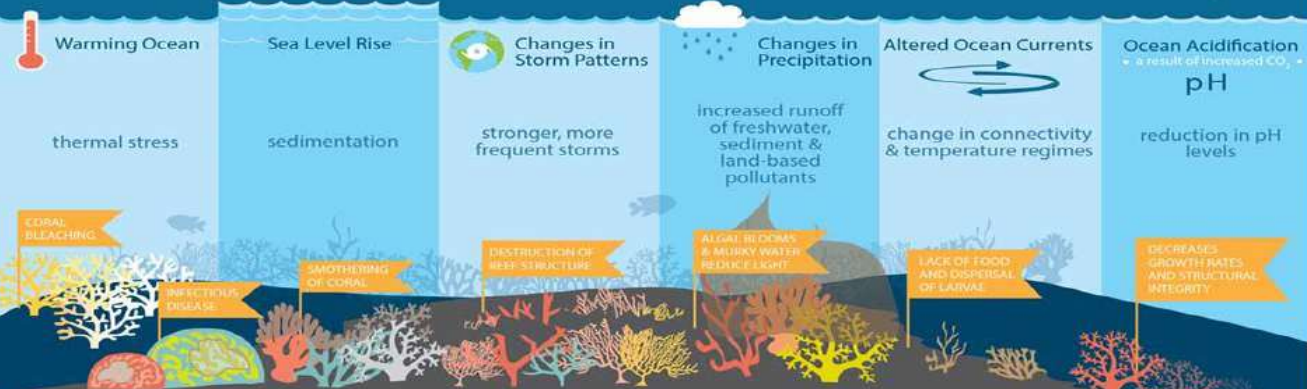 Warming Ocean
thermal stress
CORAL
BLEACHING
INFECTIOUS
DISEASE
Sea Level Rise
sedimentation
SMOTHERING
OF CORAL
Changes in
Storm Patterns
stronger, more
frequent storms
DESTRUCTION OF
REEF STRUCTURE
Changes in
Precipitation
increased runoff
of freshwater,
sediment &
land-based
pollutants
ALGAL BLOOMS
& MURKY WATER
REDUCE LIGHT
Altered Ocean Currents
change in connectivity
& temperature regimes
LACK OF FOOD
AND DISPERSAL
OF LARVAE
Ocean Acidification
• a result of increased CO₂ •
pH
reduction in pH
levels
DECREASES
GROWTH RATES
AND STRUCTURAL
INTEGRITY